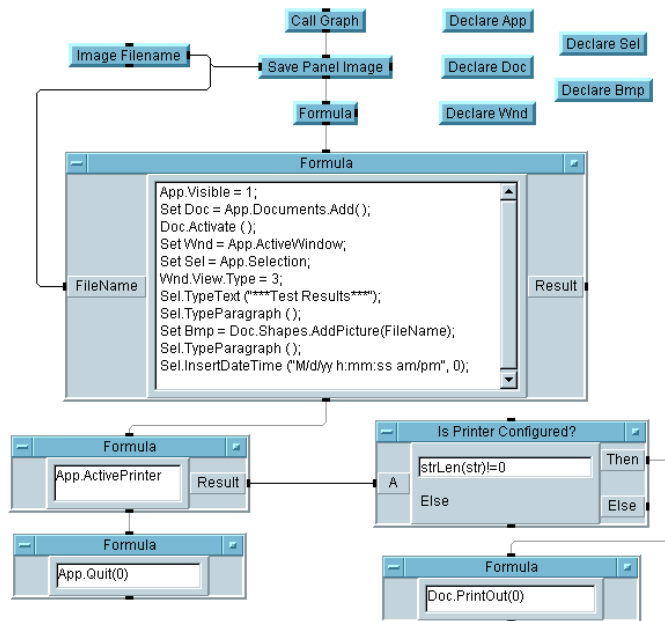 Call Graph
Declare App
Declare Sel
Image Filename
Save Panel Image
Declare Doc
Declare Bmp
Formula
Declare Wnd
Formula
App.Visible = 1;
Set Doc = App.Documents.Add();
Doc.Activate ();
Set Wnd = App.ActiveWindow;
Set Sel = App.Selection;
Wnd.View.Type = 3;
Sel.TypeText ("***Test Results***");
Sel.TypeParagraph ();
Set Bmp = Doc.Shapes.AddPicture(FileName);
Sel.TypeParagraph ();
Sel.InsertDateTime ("M/d/yy h:mm:ss am/pm", 0);
FileName
Result
Formula
App.ActivePrinter
Result
Is Printer Configured?
A
strLen(str)!=0
Else
Then
Else
Formula
App.Quit(0)
Formula
Doc.PrintOut(0)